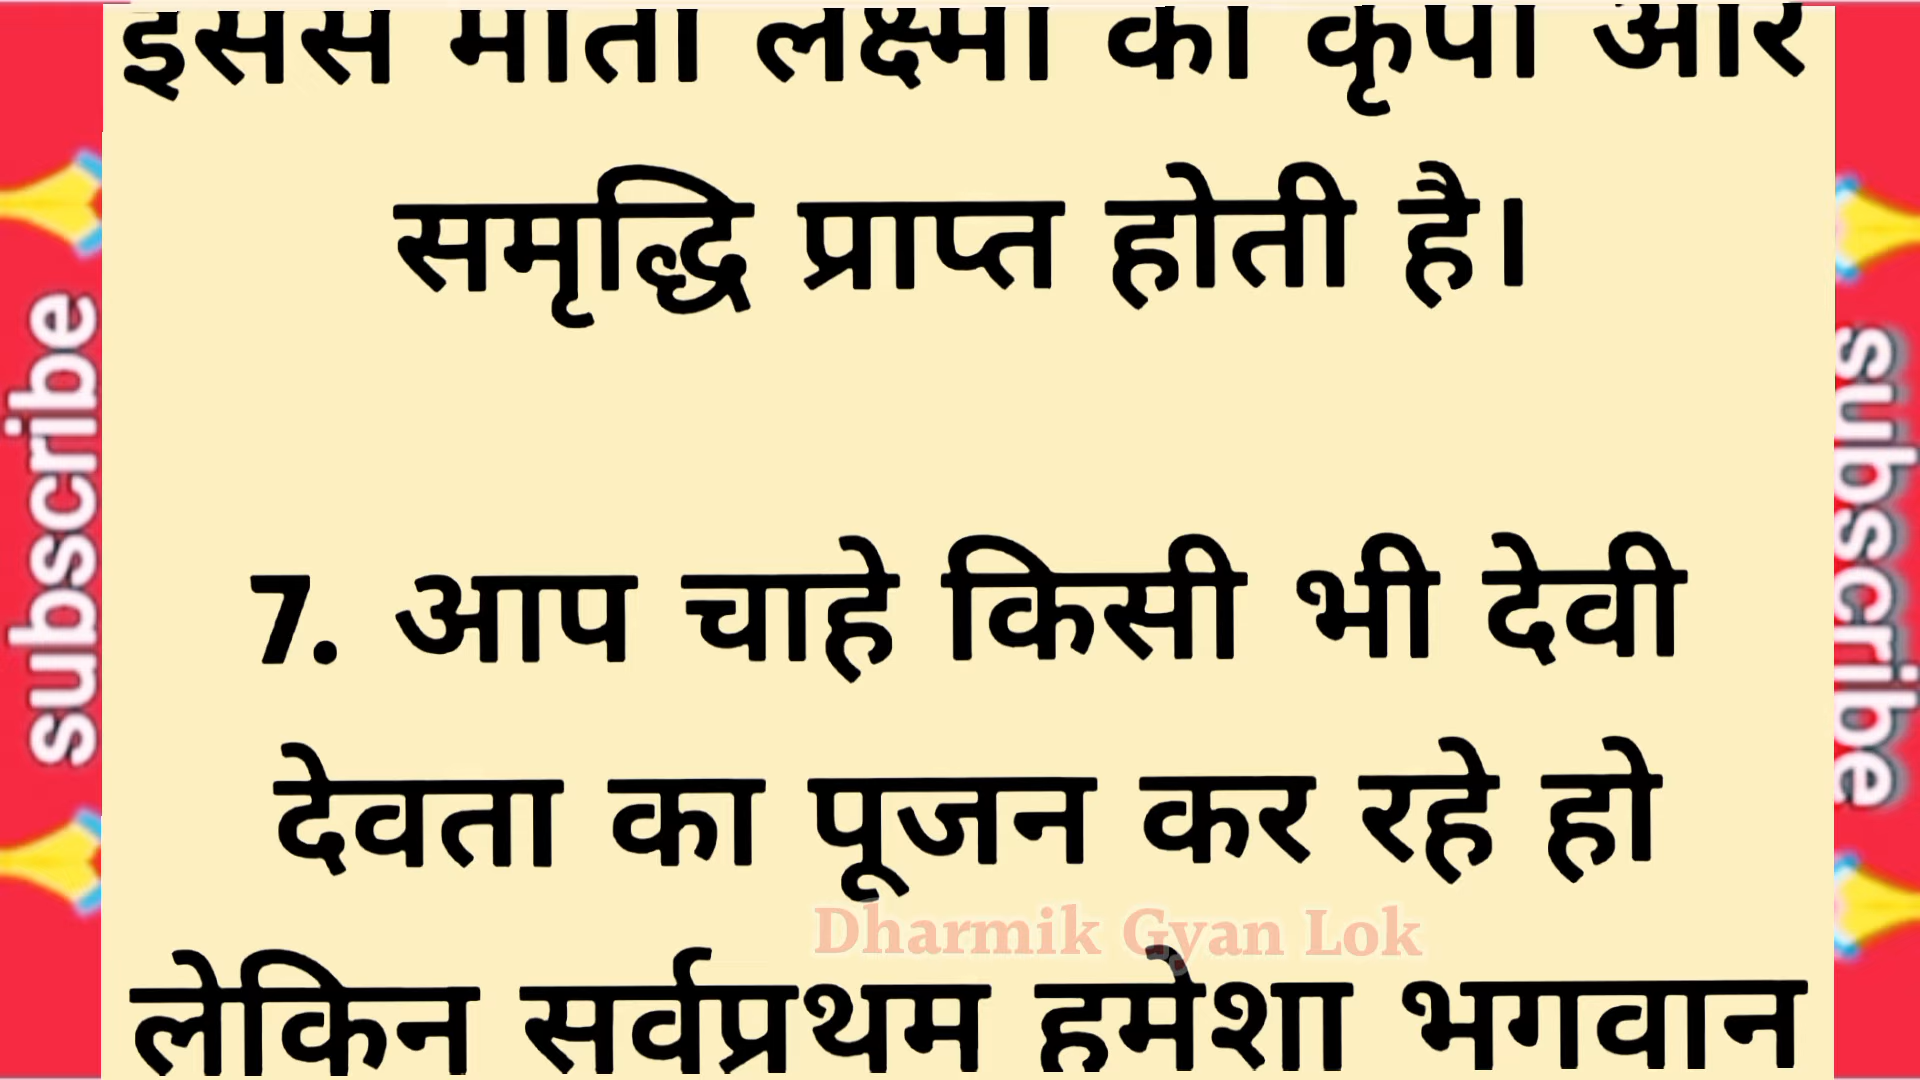 इससे माता लक्ष्मी की कृपा और
समृद्धि प्राप्त होती है।
7. आप चाहे किसी भी देवी
देवता का पूजन कर रहे हो
Dharmik Gyan Lok
लेकिन सर्वप्रथम हमेशा भगवान
subscribe
subscribe